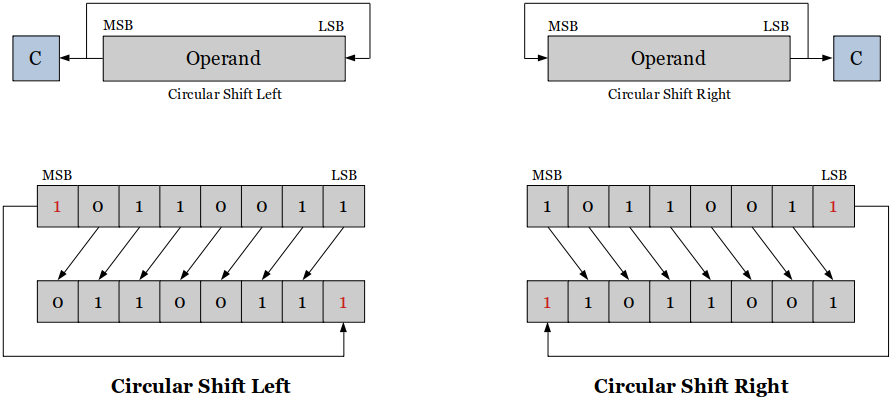 MSB LSB
C Operand
Circular Shift Left
MSB LSB
Operand C
Circular Shift Right
MSB LSB
1 0 1 1 0 0 1 1
0 1 1 0 0 1 1 1
Circular Shift Left
MSB LSB
1 0 1 1 0 0 1 1
1 1 0 1 1 0 0 1
Circular Shift Right